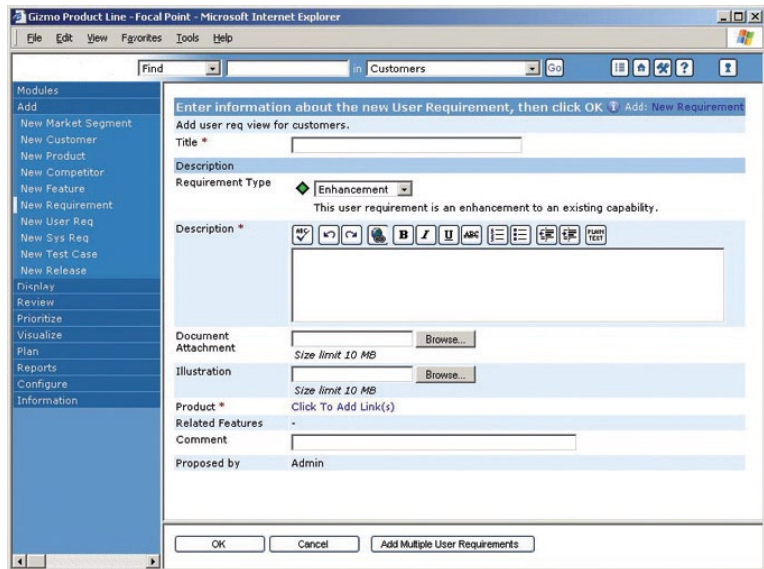 Gizmo Product Line - Focal Point - Microsoft Internet Explorer
File Edit View Favorites Tools Help
Find in Customers Go
Modules
Add
New Market Segment
New Customer
New Product
New Competitor
New Feature
New Requirement
New User Req
New Sys Req
New Test Case
New Release
Display
Review
Prioritize
Visualize
Plan
Reports
Configure
Information
Enter information about the new User Requirement, then click OK Add: New Requirement
Add user req view for customers.
Title *
Description
Requirement Type Enhancement
This user requirement is an enhancement to an existing capability.
Description * ABC B I U ABC PLAIN TEXT
Document Attachment Browse...
Size limit 10 MB
Illustration Browse...
Size limit 10 MB
Product * Click To Add Link(s)
Related Features -
Comment
Proposed by Admin
OK Cancel Add Multiple User Requirements